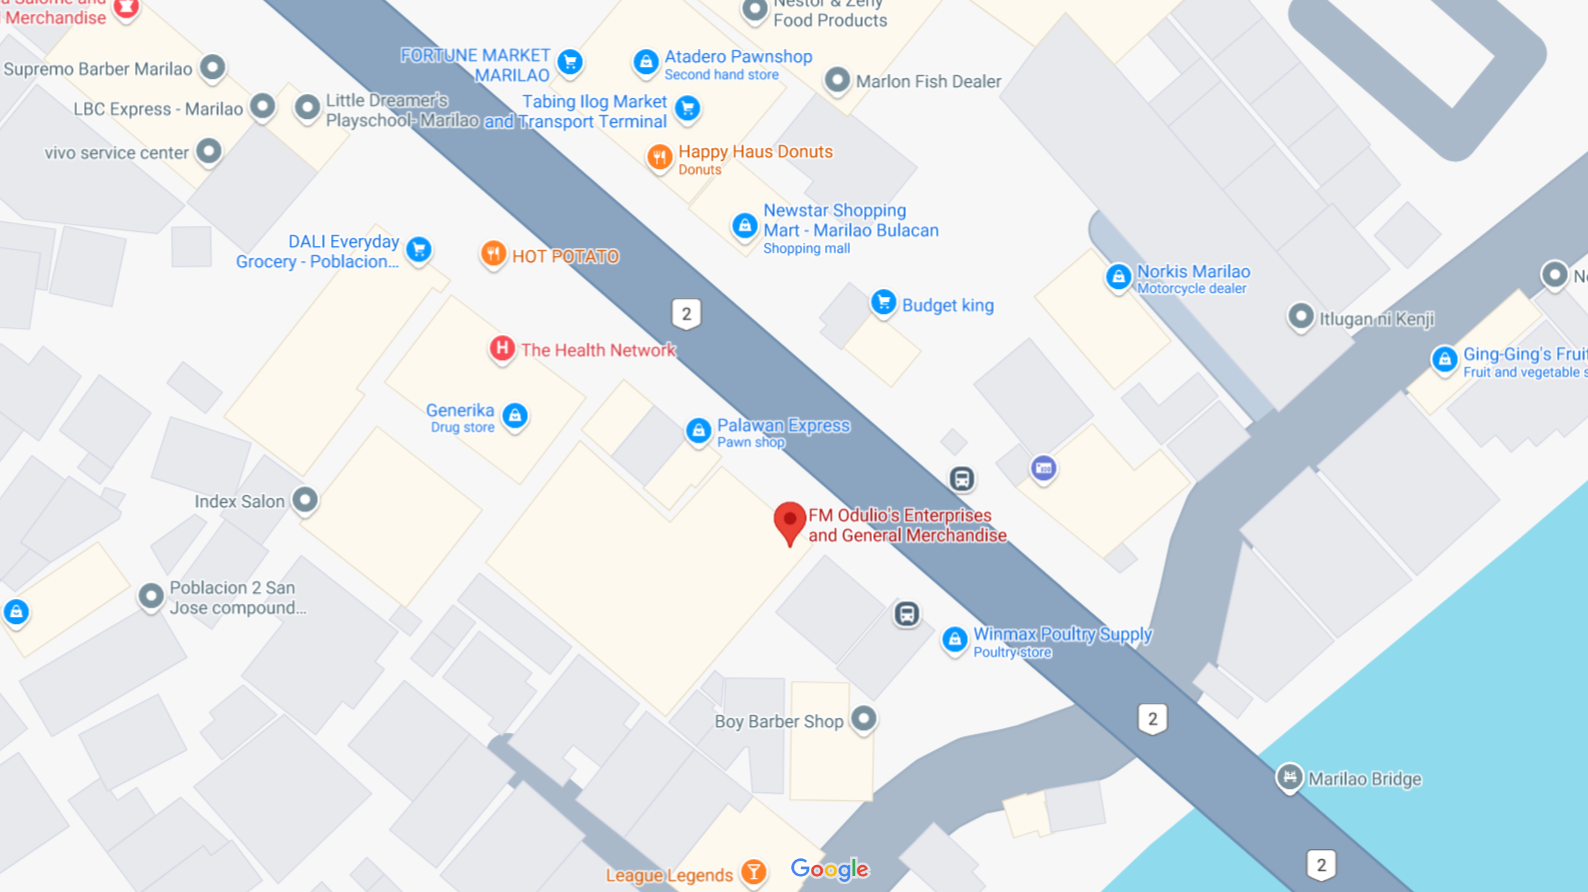 a Salome and
l Merchandise
Nestor & Zeny
Food Products
FORTUNE MARKET
MARILAO
Atadero Pawnshop
Second hand store
Supremo Barber Marilao
Marlon Fish Dealer
LBC Express - Marilao
Little Dreamer's
Playschool- Marilao
Tabing Ilog Market
and Transport Terminal
vivo service center
Happy Haus Donuts
Donuts
Newstar Shopping
Mart - Marilao Bulacan
Shopping mall
DALI Everyday
Grocery - Poblacion...
HOT POTATO
Norkis Marilao
Motorcycle dealer
Budget king
2
Itlugan ni Kenji
The Health Network
Ging-Ging's Frui
Fruit and vegetable s
Generika
Drug store
Palawan Express
Pawn shop
Index Salon
FM Odulio's Enterprises
and General Merchandise
Poblacion 2 San
Jose compound...
Winmax Poultry Supply
Poultry store
Boy Barber Shop
2
Marilao Bridge
League Legends
Google
2